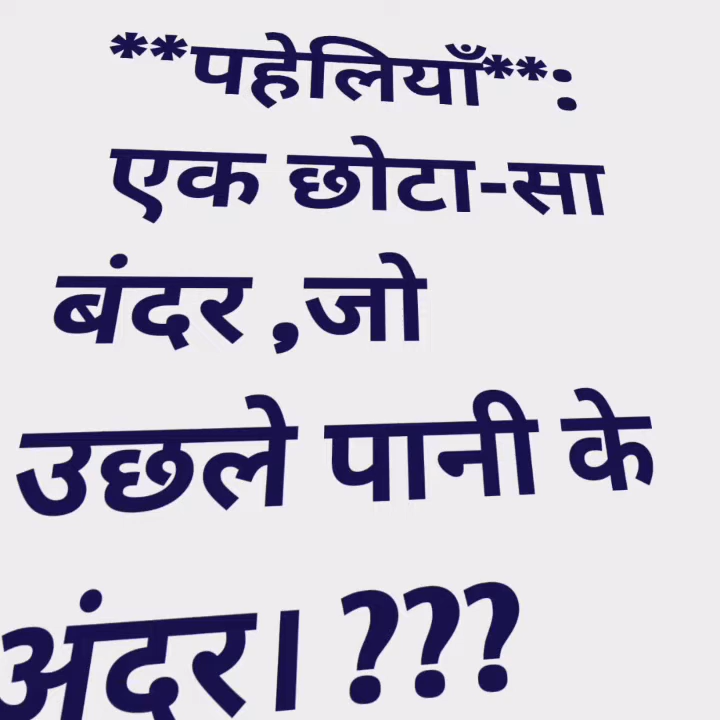 **पहेलियाँ**:
एक छोटा-सा
बंदर ,जो
उछले पानी के
अंदर। ???